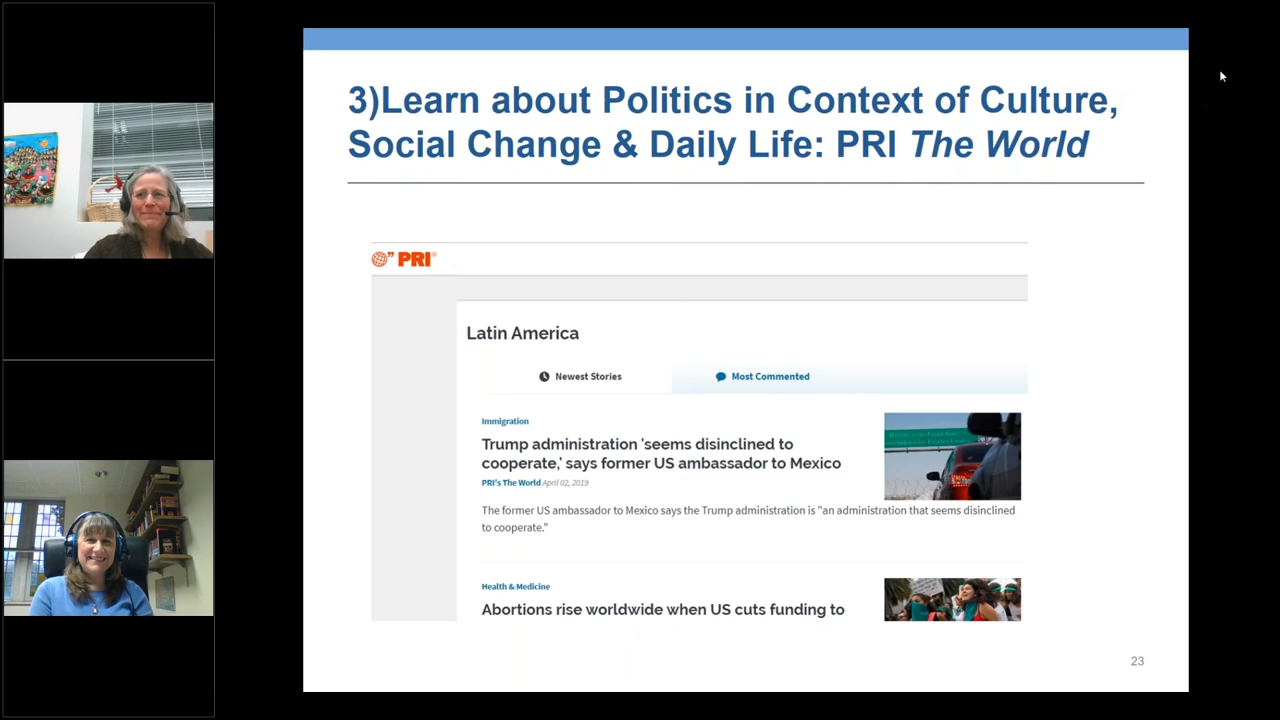 3)Learn about Politics in Context of Culture,
Social Change & Daily Life: PRI The World
PRI®
Latin America
Newest Stories
Most Commented
Immigration
Trump administration 'seems disinclined to
cooperate,' says former US ambassador to Mexico
PRI's The World April 02, 2019
The former US ambassador to Mexico says the Trump administration is "an administration that seems disinclined
to cooperate."
Health & Medicine
Abortions rise worldwide when US cuts funding to
23